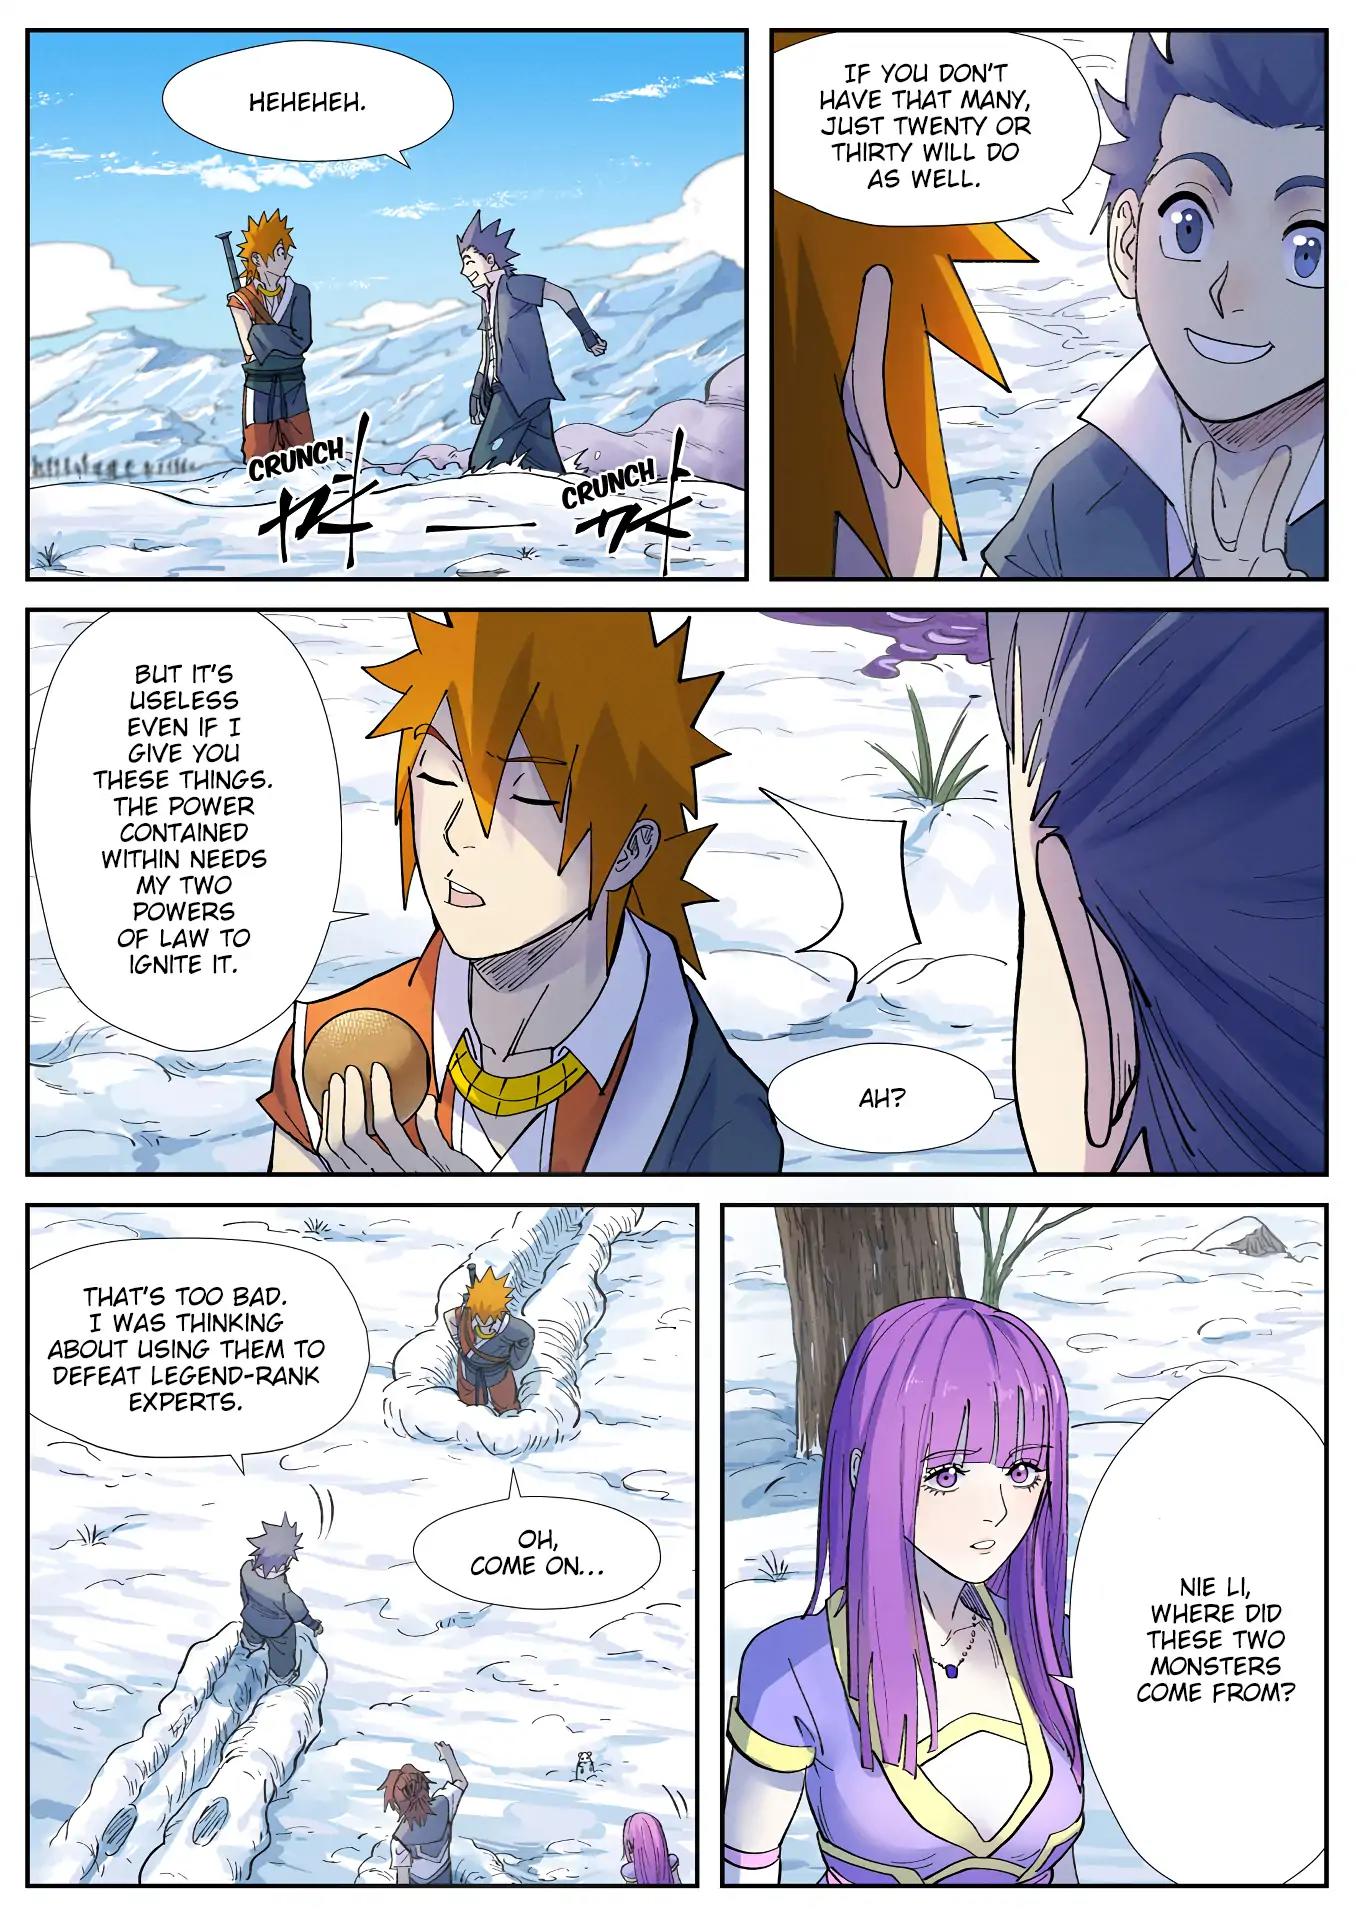 HEHEHEH.
CRUNCH
CRUNCH
IF YOU DON'T
HAVE THAT MANY,
JUST TWENTY OR
THIRTY WILL DO
AS WELL.
BUT IT'S
USELESS
EVEN IF I
GIVE YOU
THESE THINGS.
THE POWER
CONTAINED
WITHIN NEEDS
MY TWO
POWERS
OF LAW TO
IGNITE IT.
AH?
THAT'S TOO BAD.
I WAS THINKING
ABOUT USING THEM TO
DEFEAT LEGEND-RANK
EXPERTS.
OH,
COME ON...
NIE LI,
WHERE DID
THESE TWO
MONSTERS
COME FROM?